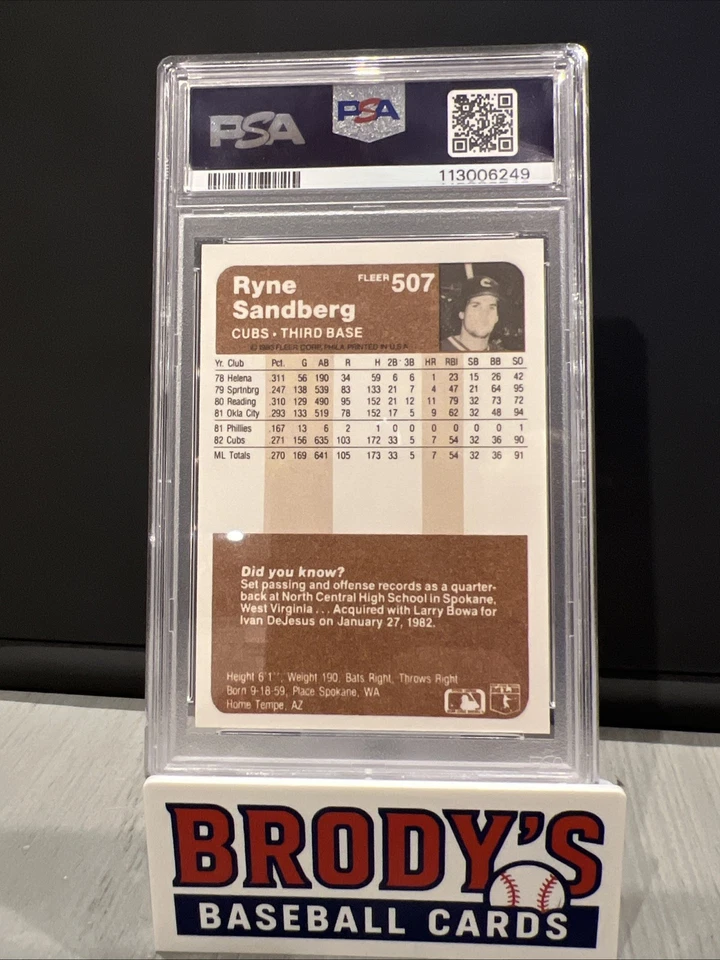 PSA
PSA
113006249
Ryne
Sandberg
FLEER 507
CUBS • THIRD BASE
© 1983 FLEER CORP. PHILA. PRINTED IN U.S.A.
Yr. Club Pct. G AB R H 2B 3B HR RBI SB BB SO
78 Helena .311 56 190 34 59 6 6 1 23 15 26 42
79 Sprtnbrg .247 138 539 83 133 21 7 4 47 21 64 95
80 Reading .310 129 490 95 152 21 12 11 79 32 73 72
81 Okla City .293 133 519 78 152 17 5 9 62 32 48 94
81 Phillies .167 13 6 2 1 0 0 0 0 0 0 1
82 Cubs .271 156 635 103 172 33 5 7 54 32 36 90
ML Totals .270 169 641 105 173 33 5 7 54 32 36 91
Did you know?
Set passing and offense records as a quarter-
back at North Central High School in Spokane,
West Virginia . . . Acquired with Larry Bowa for
Ivan DeJesus on January 27, 1982.
Height 6'1'', Weight 190, Bats Right, Throws Right
Born 9-18-59, Place Spokane, WA
Home Tempe, AZ
BRODY'S
BASEBALL CARDS